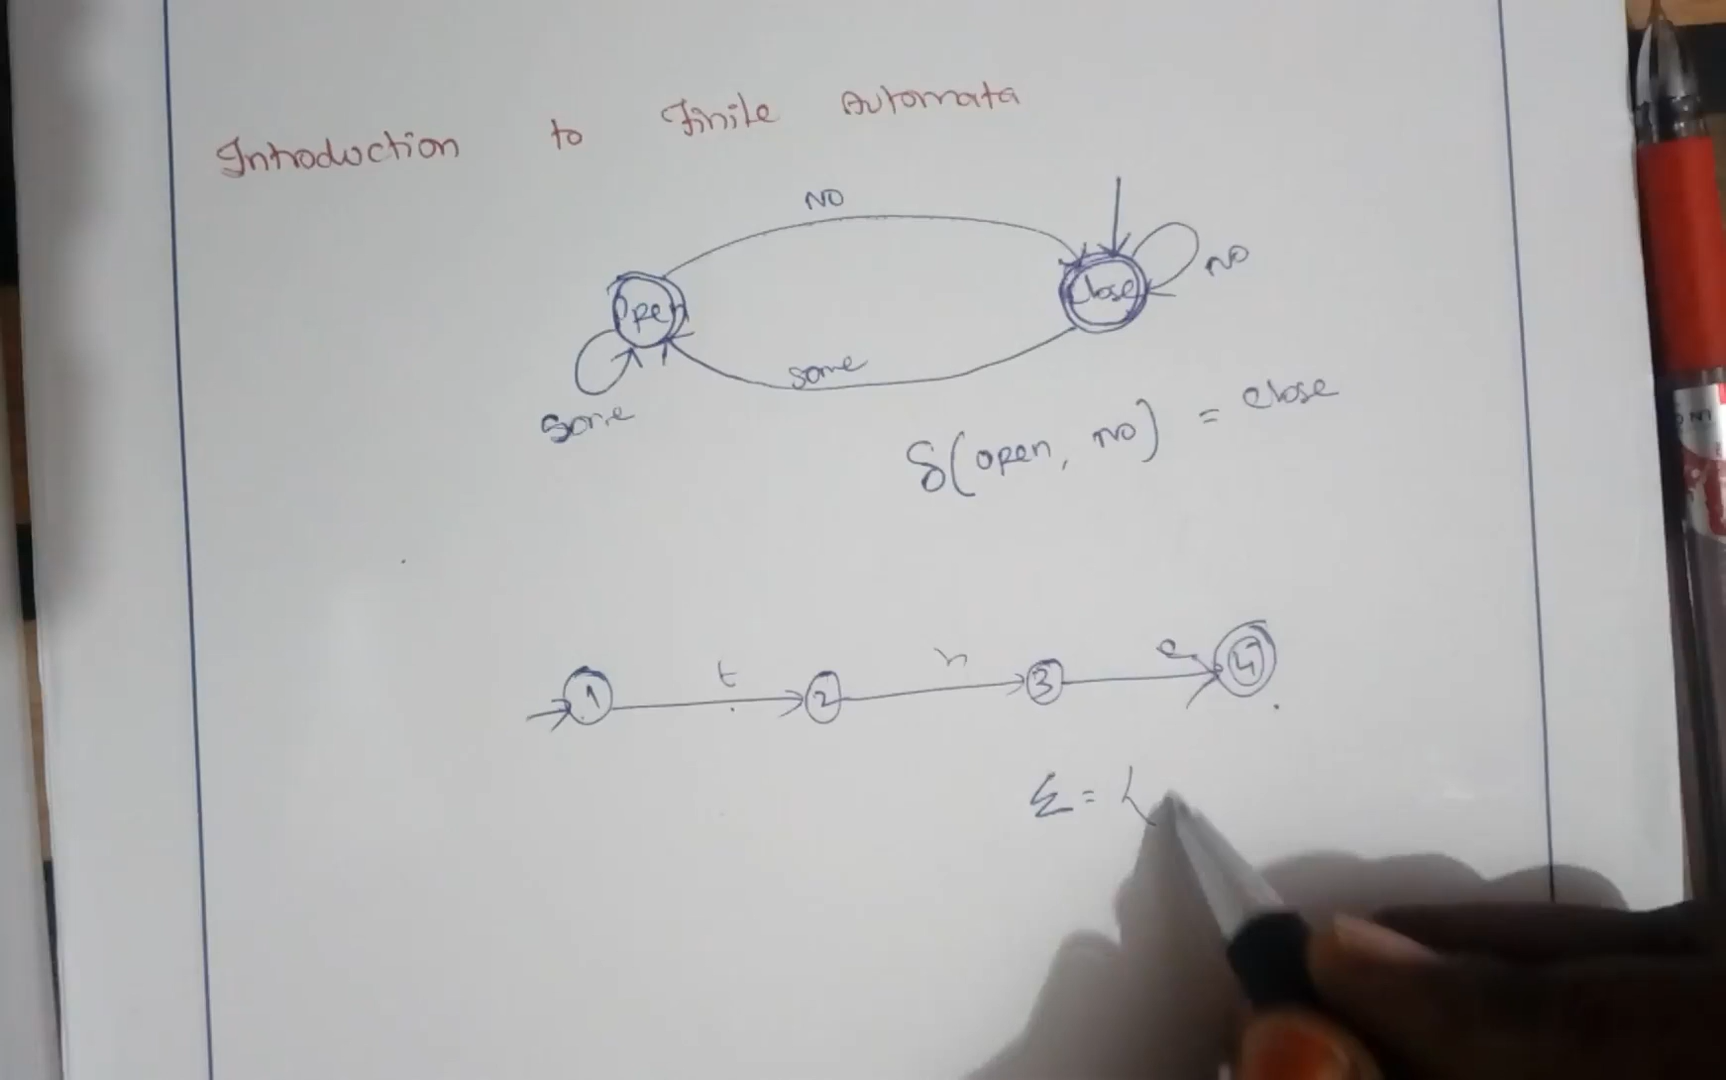 Introduction to Finite Automata
NO
Open
Close
NO
Some
Some
δ(open, no) = close
t h e
1 2 3 4
Σ = {